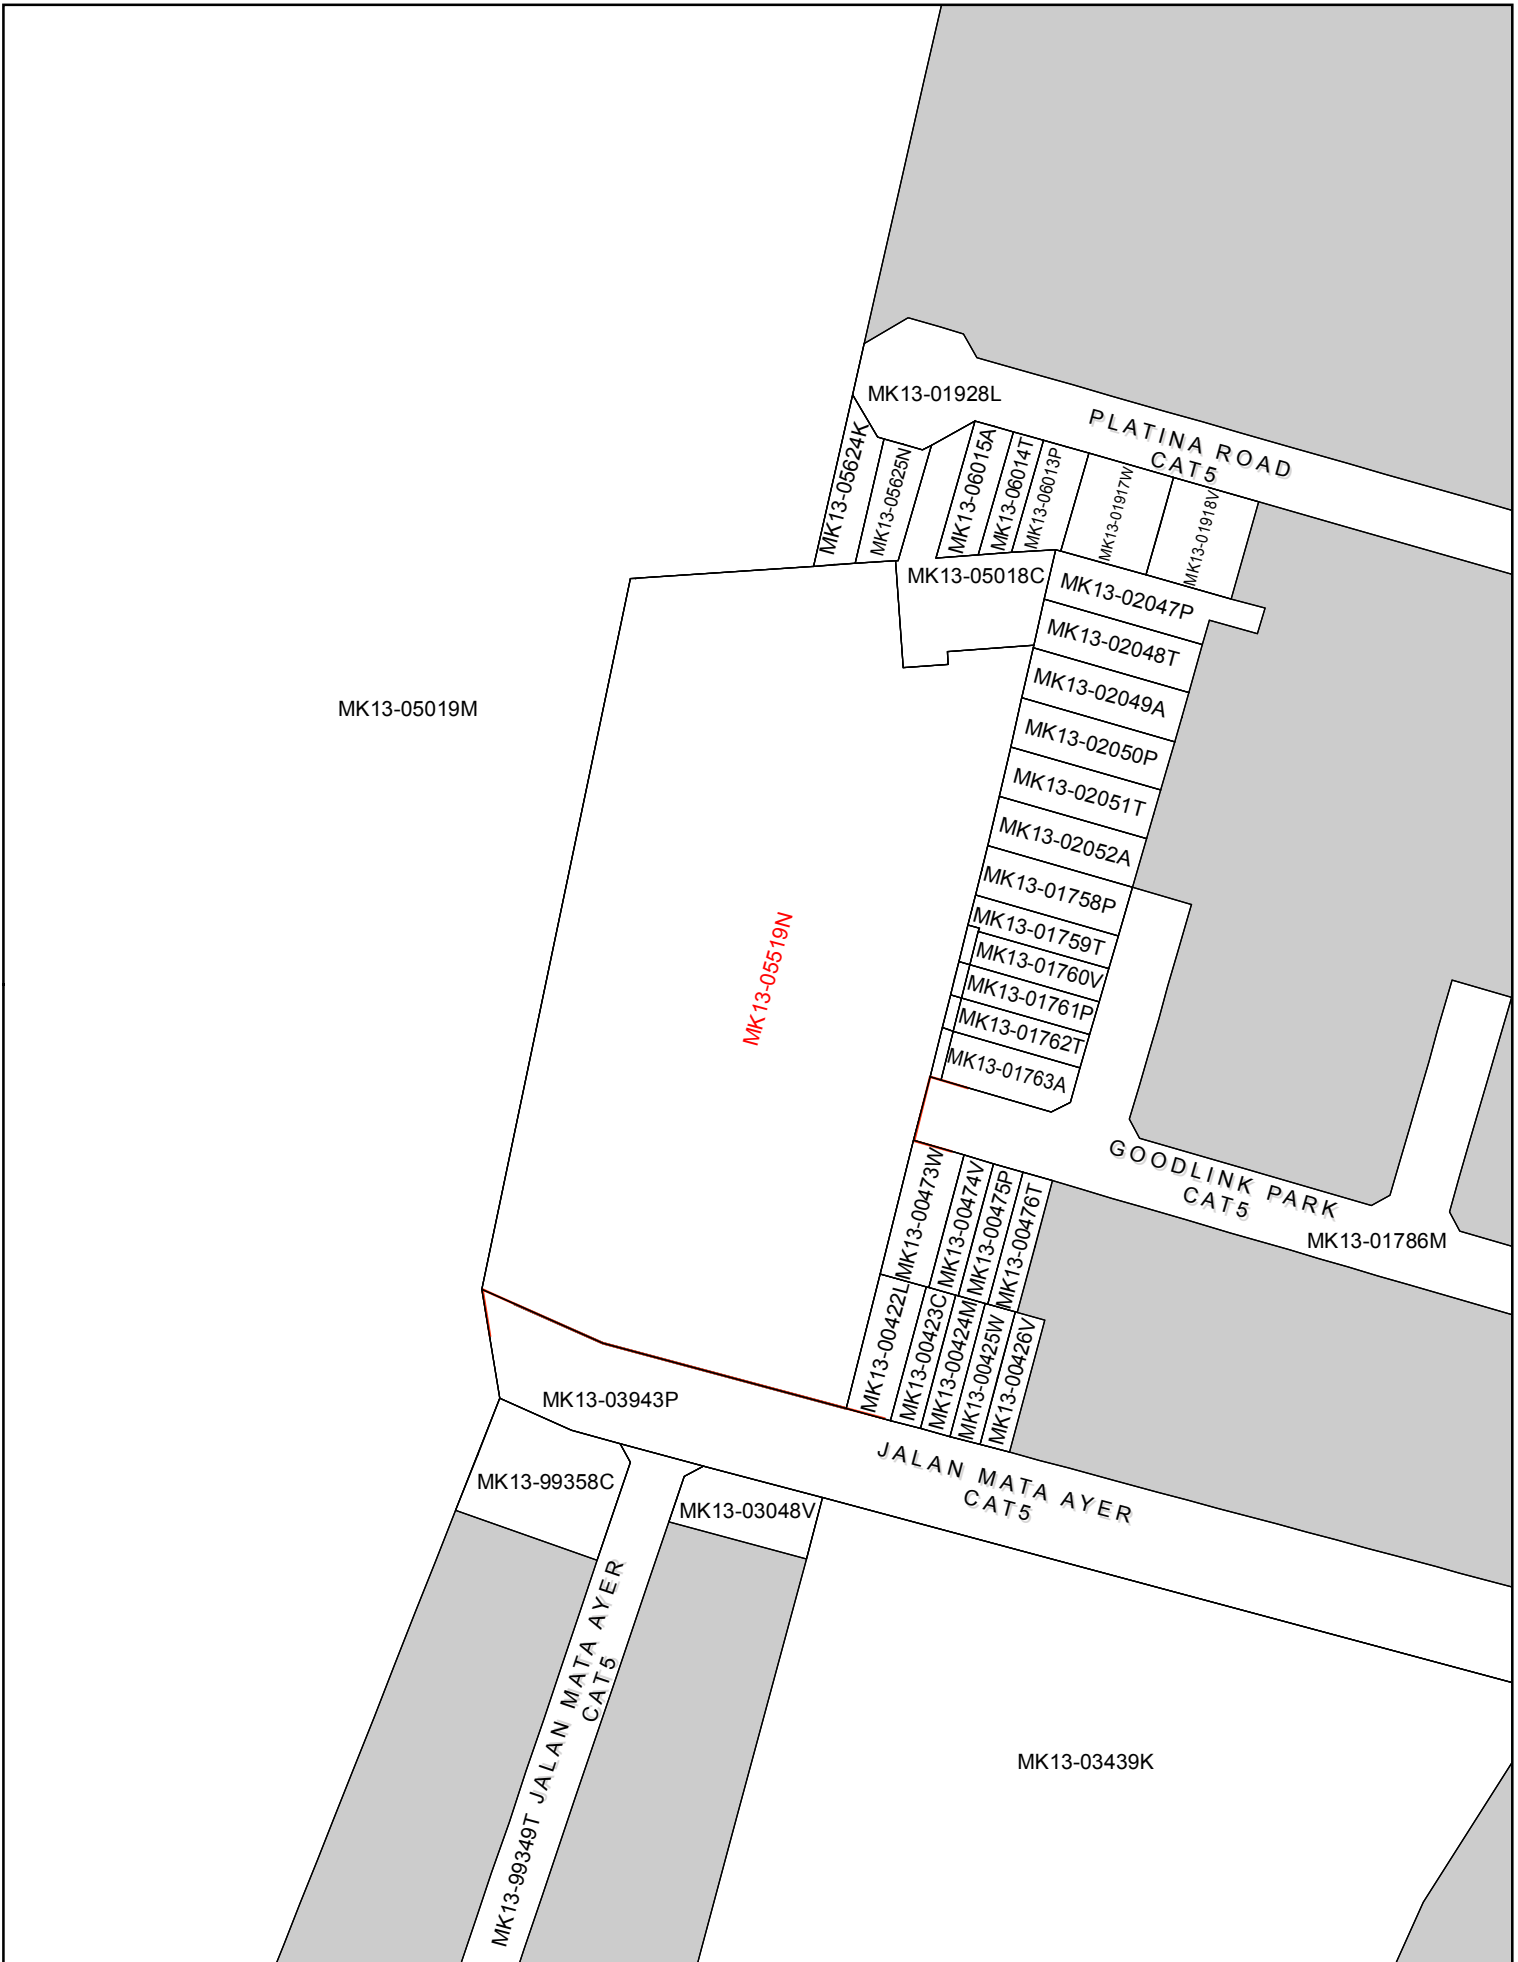 MK13-01928L
PLATINA ROAD
CAT5
MK13-05624K
MK13-05625N
MK13-06015A
MK13-06014T
MK13-06013P
MK13-01917W
MK13-01918V
MK13-05018C
MK13-02047P
MK13-02048T
MK13-02049A
MK13-05019M
MK13-02050P
MK13-02051T
MK13-02052A
MK13-01758P
MK13-01759T
MK13-01760V
MK13-05519N
MK13-01761P
MK13-01762T
MK13-01763A
GOODLINK PARK
CAT5
MK13-01786M
MK13-00473W
MK13-00474V
MK13-00475P
MK13-00476T
MK13-00422L
MK13-00423C
MK13-00424M
MK13-00425W
MK13-00426V
MK13-03943P
JALAN MATA AYER
CAT5
MK13-99358C
MK13-03048V
JALAN MATA AYER
CAT5
MK13-99349T
MK13-03439K